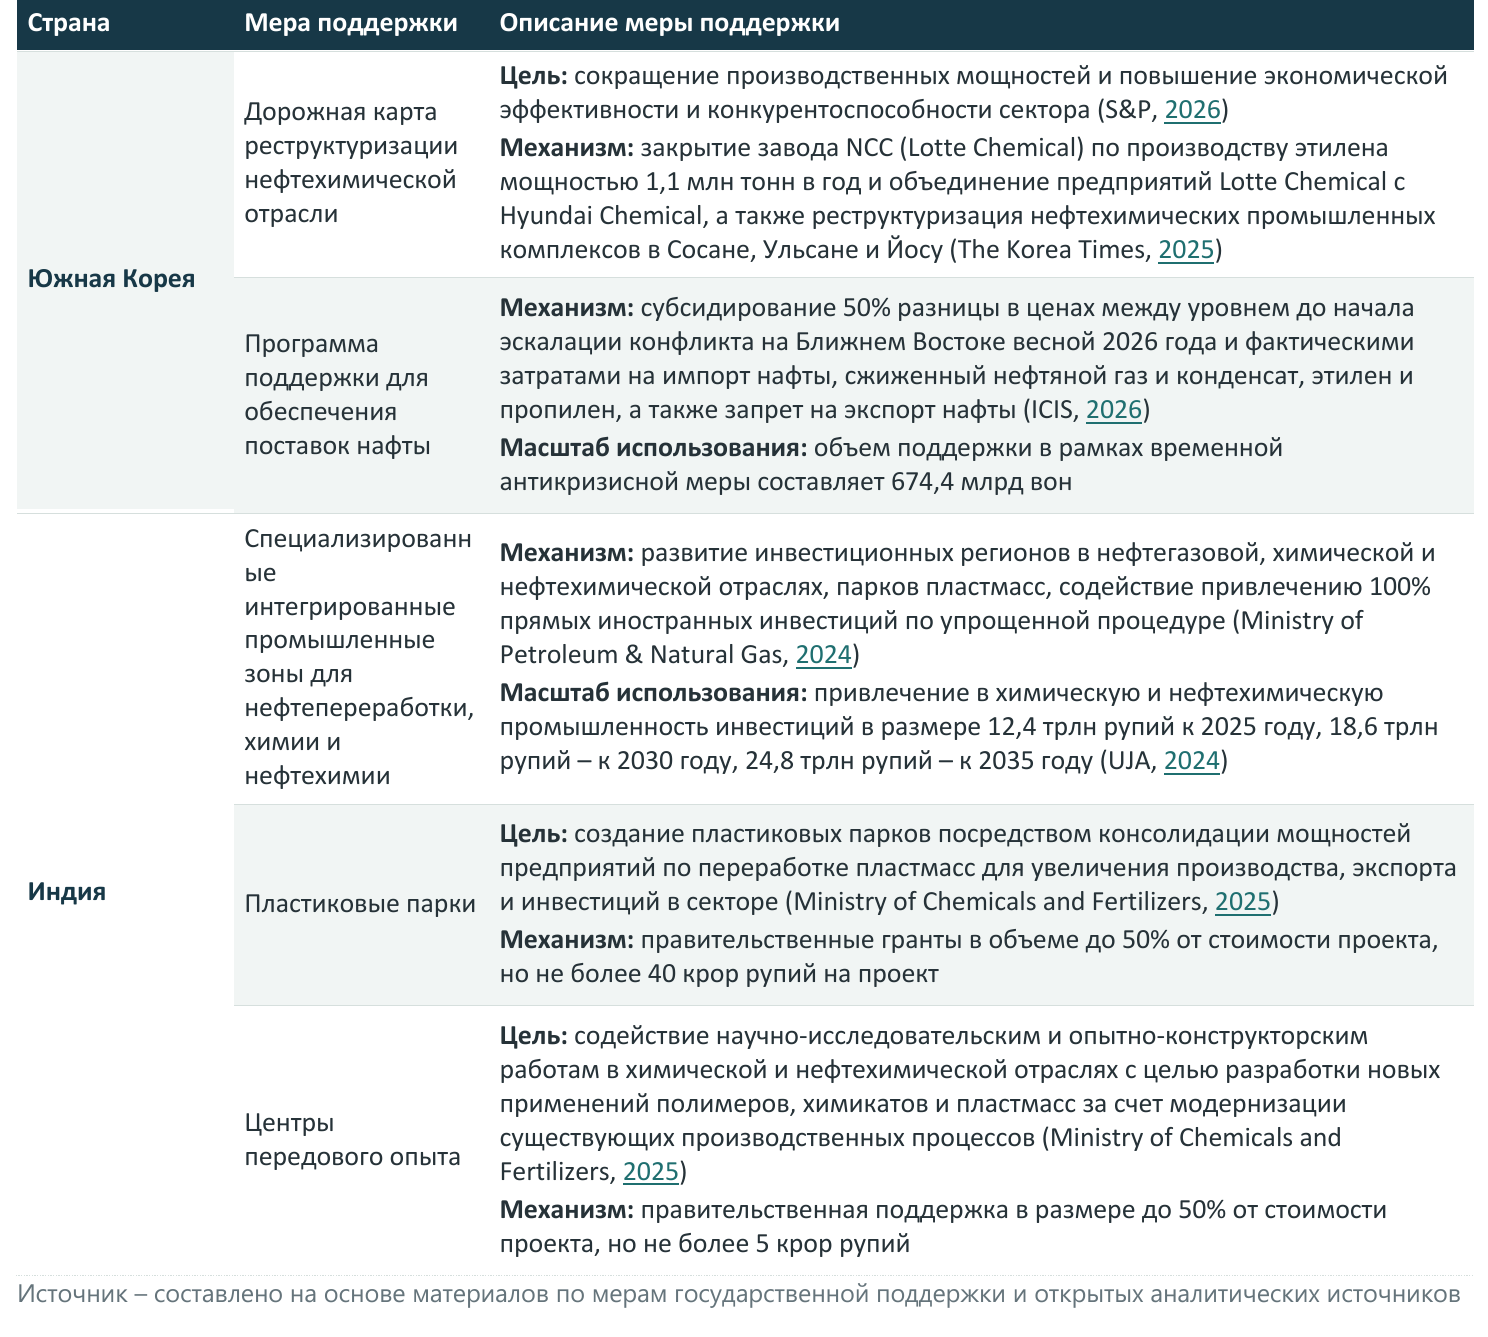 Страна Мера поддержки Описание меры поддержки
Южная Корея
Дорожная карта
реструктуризации
нефтехимической
отрасли
Цель: сокращение производственных мощностей и повышение экономической
эффективности и конкурентоспособности сектора (S&P, 2026)
Механизм: закрытие завода NCC (Lotte Chemical) по производству этилена
мощностью 1,1 млн тонн в год и объединение предприятий Lotte Chemical с
Hyundai Chemical, а также реструктуризация нефтехимических промышленных
комплексов в Сосане, Ульсане и Йосу (The Korea Times, 2025)
Программа
поддержки для
обеспечения
поставок нафты
Механизм: субсидирование 50% разницы в ценах между уровнем до начала
эскалации конфликта на Ближнем Востоке весной 2026 года и фактическими
затратами на импорт нафты, сжиженный нефтяной газ и конденсат, этилен и
пропилен, а также запрет на экспорт нафты (ICIS, 2026)
Масштаб использования: объем поддержки в рамках временной
антикризисной меры составляет 674,4 млрд вон
Индия
Специализированн
ые
интегрированные
промышленные
зоны для
нефтепереработки,
химии и
нефтехимии
Механизм: развитие инвестиционных регионов в нефтегазовой, химической и
нефтехимической отраслях, парков пластмасс, содействие привлечению 100%
прямых иностранных инвестиций по упрощенной процедуре (Ministry of
Petroleum & Natural Gas, 2024)
Масштаб использования: привлечение в химическую и нефтехимическую
промышленность инвестиций в размере 12,4 трлн рупий к 2025 году, 18,6 трлн
рупий – к 2030 году, 24,8 трлн рупий – к 2035 году (UJA, 2024)
Пластиковые парки
Цель: создание пластиковых парков посредством консолидации мощностей
предприятий по переработке пластмасс для увеличения производства, экспорта
и инвестиций в секторе (Ministry of Chemicals and Fertilizers, 2025)
Механизм: правительственные гранты в объеме до 50% от стоимости проекта,
но не более 40 крор рупий на проект
Центры
передового опыта
Цель: содействие научно-исследовательским и опытно-конструкторским
работам в химической и нефтехимической отраслях с целью разработки новых
применений полимеров, химикатов и пластмасс за счет модернизации
существующих производственных процессов (Ministry of Chemicals and
Fertilizers, 2025)
Механизм: правительственная поддержка в размере до 50% от стоимости
проекта, но не более 5 крор рупий
Источник – составлено на основе материалов по мерам государственной поддержки и открытых аналитических источников